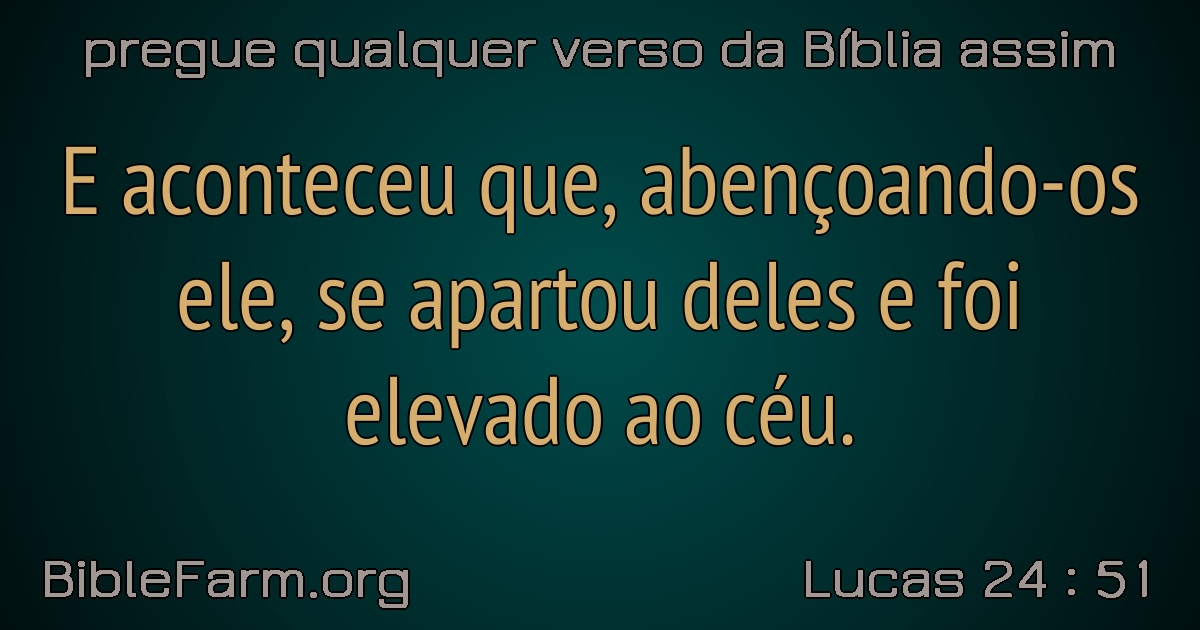 pregue qualquer verso da Bíblia assim
E aconteceu que, abençoando-os
ele, se apartou deles e foi
elevado ao céu.
BibleFarm.org
Lucas 24 : 51